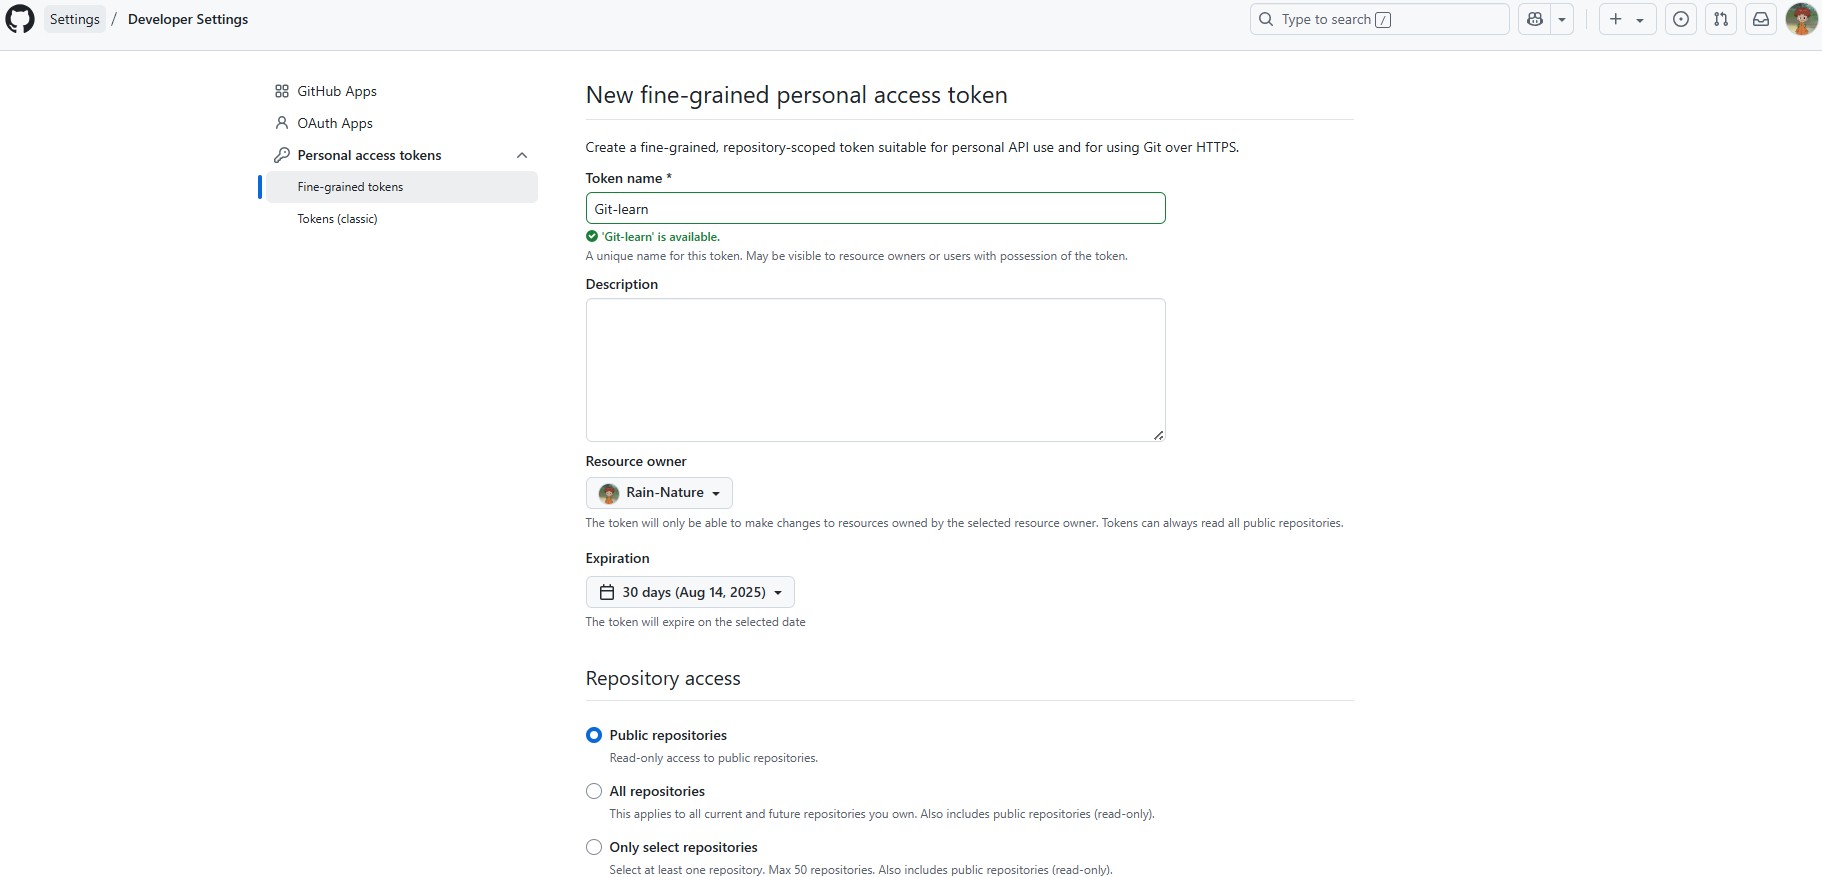 Settings / Developer Settings
Type to search /
GitHub Apps
OAuth Apps
Personal access tokens
Fine-grained tokens
Tokens (classic)
New fine-grained personal access token
Create a fine-grained, repository-scoped token suitable for personal API use and for using Git over HTTPS.
Token name *
Git-learn
'Git-learn' is available.
A unique name for this token. May be visible to resource owners or users with possession of the token.
Description
Resource owner
Rain-Nature
The token will only be able to make changes to resources owned by the selected resource owner. Tokens can always read all public repositories.
Expiration
30 days (Aug 14, 2025)
The token will expire on the selected date
Repository access
Public repositories
Read-only access to public repositories.
All repositories
This applies to all current and future repositories you own. Also includes public repositories (read-only).
Only select repositories
Select at least one repository. Max 50 repositories. Also includes public repositories (read-only).